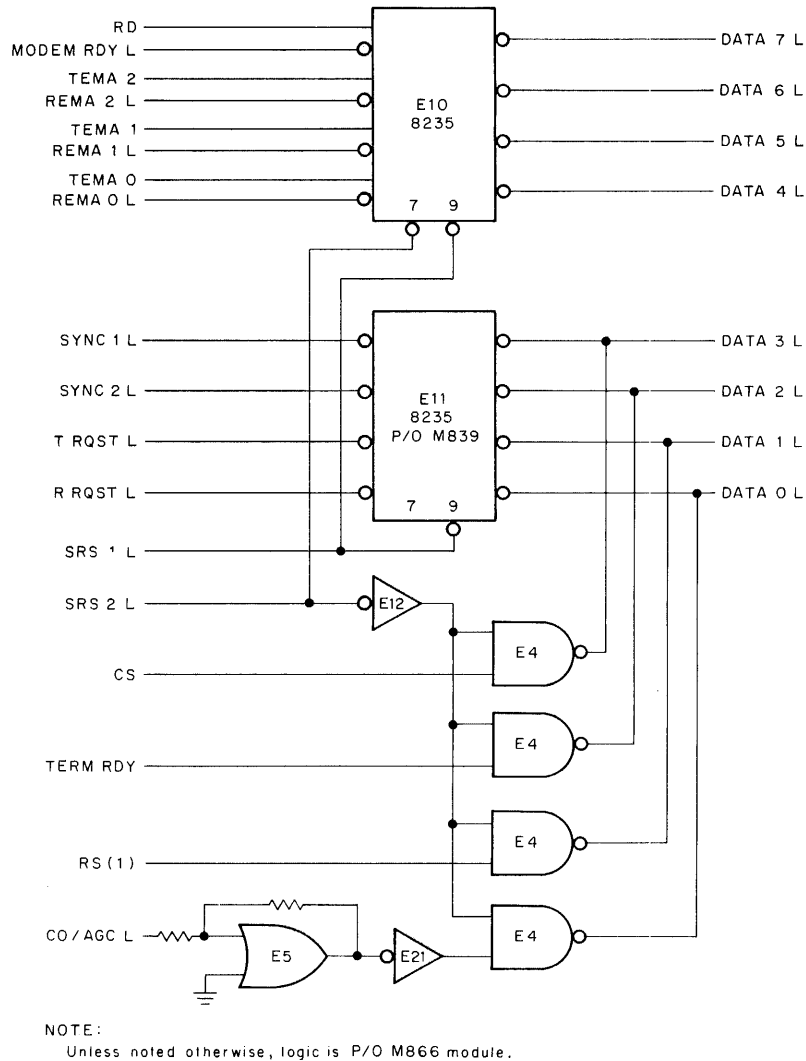 RD
MODEM RDY L
TEMA 2
REMA 2 L
TEMA 1
REMA 1 L
TEMA 0
REMA 0 L
E10
8235
7 9
DATA 7 L
DATA 6 L
DATA 5 L
DATA 4 L
SYNC 1 L
SYNC 2 L
T RQST L
R RQST L
E11
8235
P/O M839
7 9
DATA 3 L
DATA 2 L
DATA 1 L
DATA 0 L
SRS 1 L
SRS 2 L
E12
CS
E4
TERM RDY
E4
RS (1)
E4
CO/AGC L
E5
E21
E4
NOTE:
Unless noted otherwise, logic is P/O M866 module.